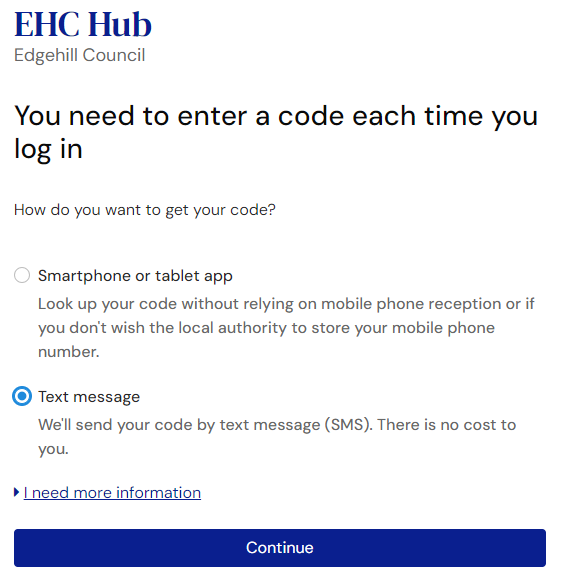 EHC Hub
Edgehill Council
You need to enter a code each time you
log in
How do you want to get your code?
Smartphone or tablet app
Look up your code without relying on mobile phone reception or if
you don't wish the local authority to store your mobile phone
number.
Text message
We'll send your code by text message (SMS). There is no cost to
you.
I need more information
Continue